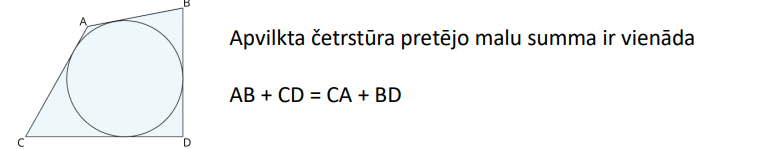 A
B
Apvilkta četrstūra pretējo malu summa ir vienāda
AB + CD = CA + BD
C
D